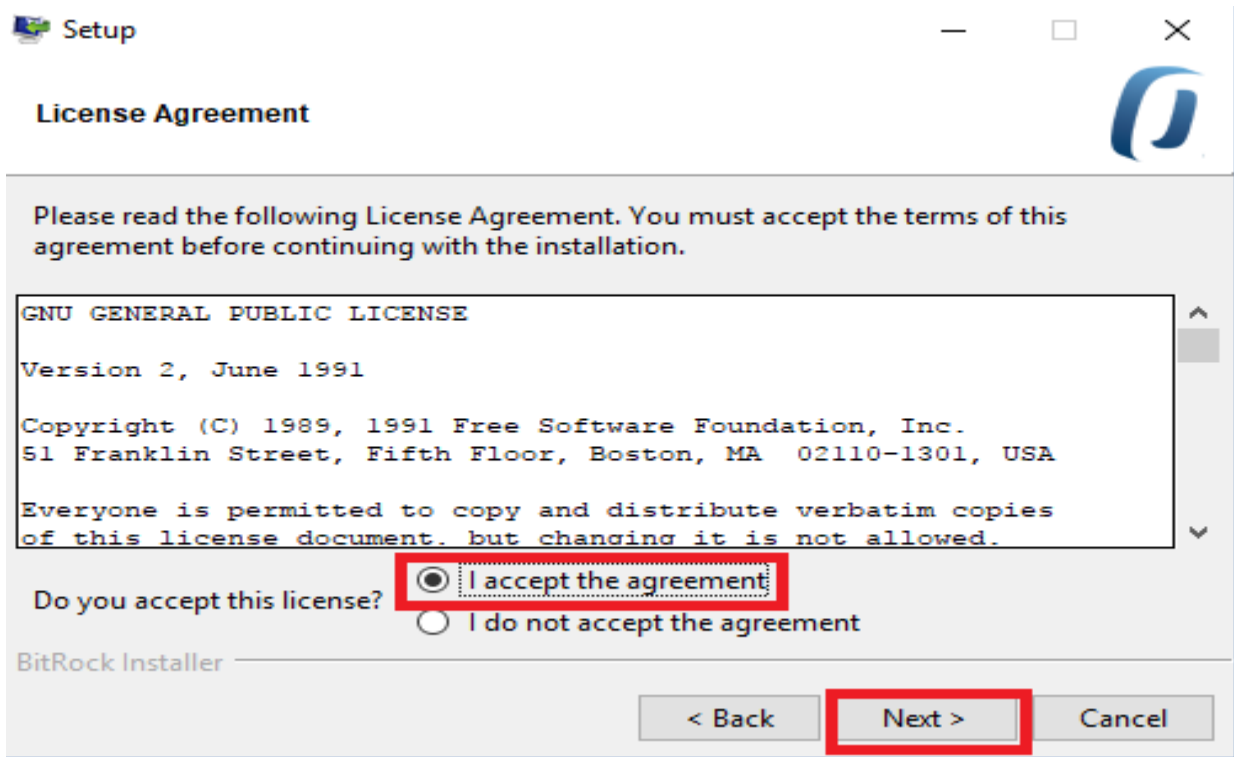 Setup
License Agreement
Please read the following License Agreement. You must accept the terms of this
agreement before continuing with the installation.
GNU GENERAL PUBLIC LICENSE
Version 2, June 1991
Copyright (C) 1989, 1991 Free Software Foundation, Inc.
51 Franklin Street, Fifth Floor, Boston, MA  02110-1301, USA
Everyone is permitted to copy and distribute verbatim copies
of this license document, but changing it is not allowed.
Do you accept this license?
I accept the agreement
I do not accept the agreement
BitRock Installer
< Back
Next >
Cancel